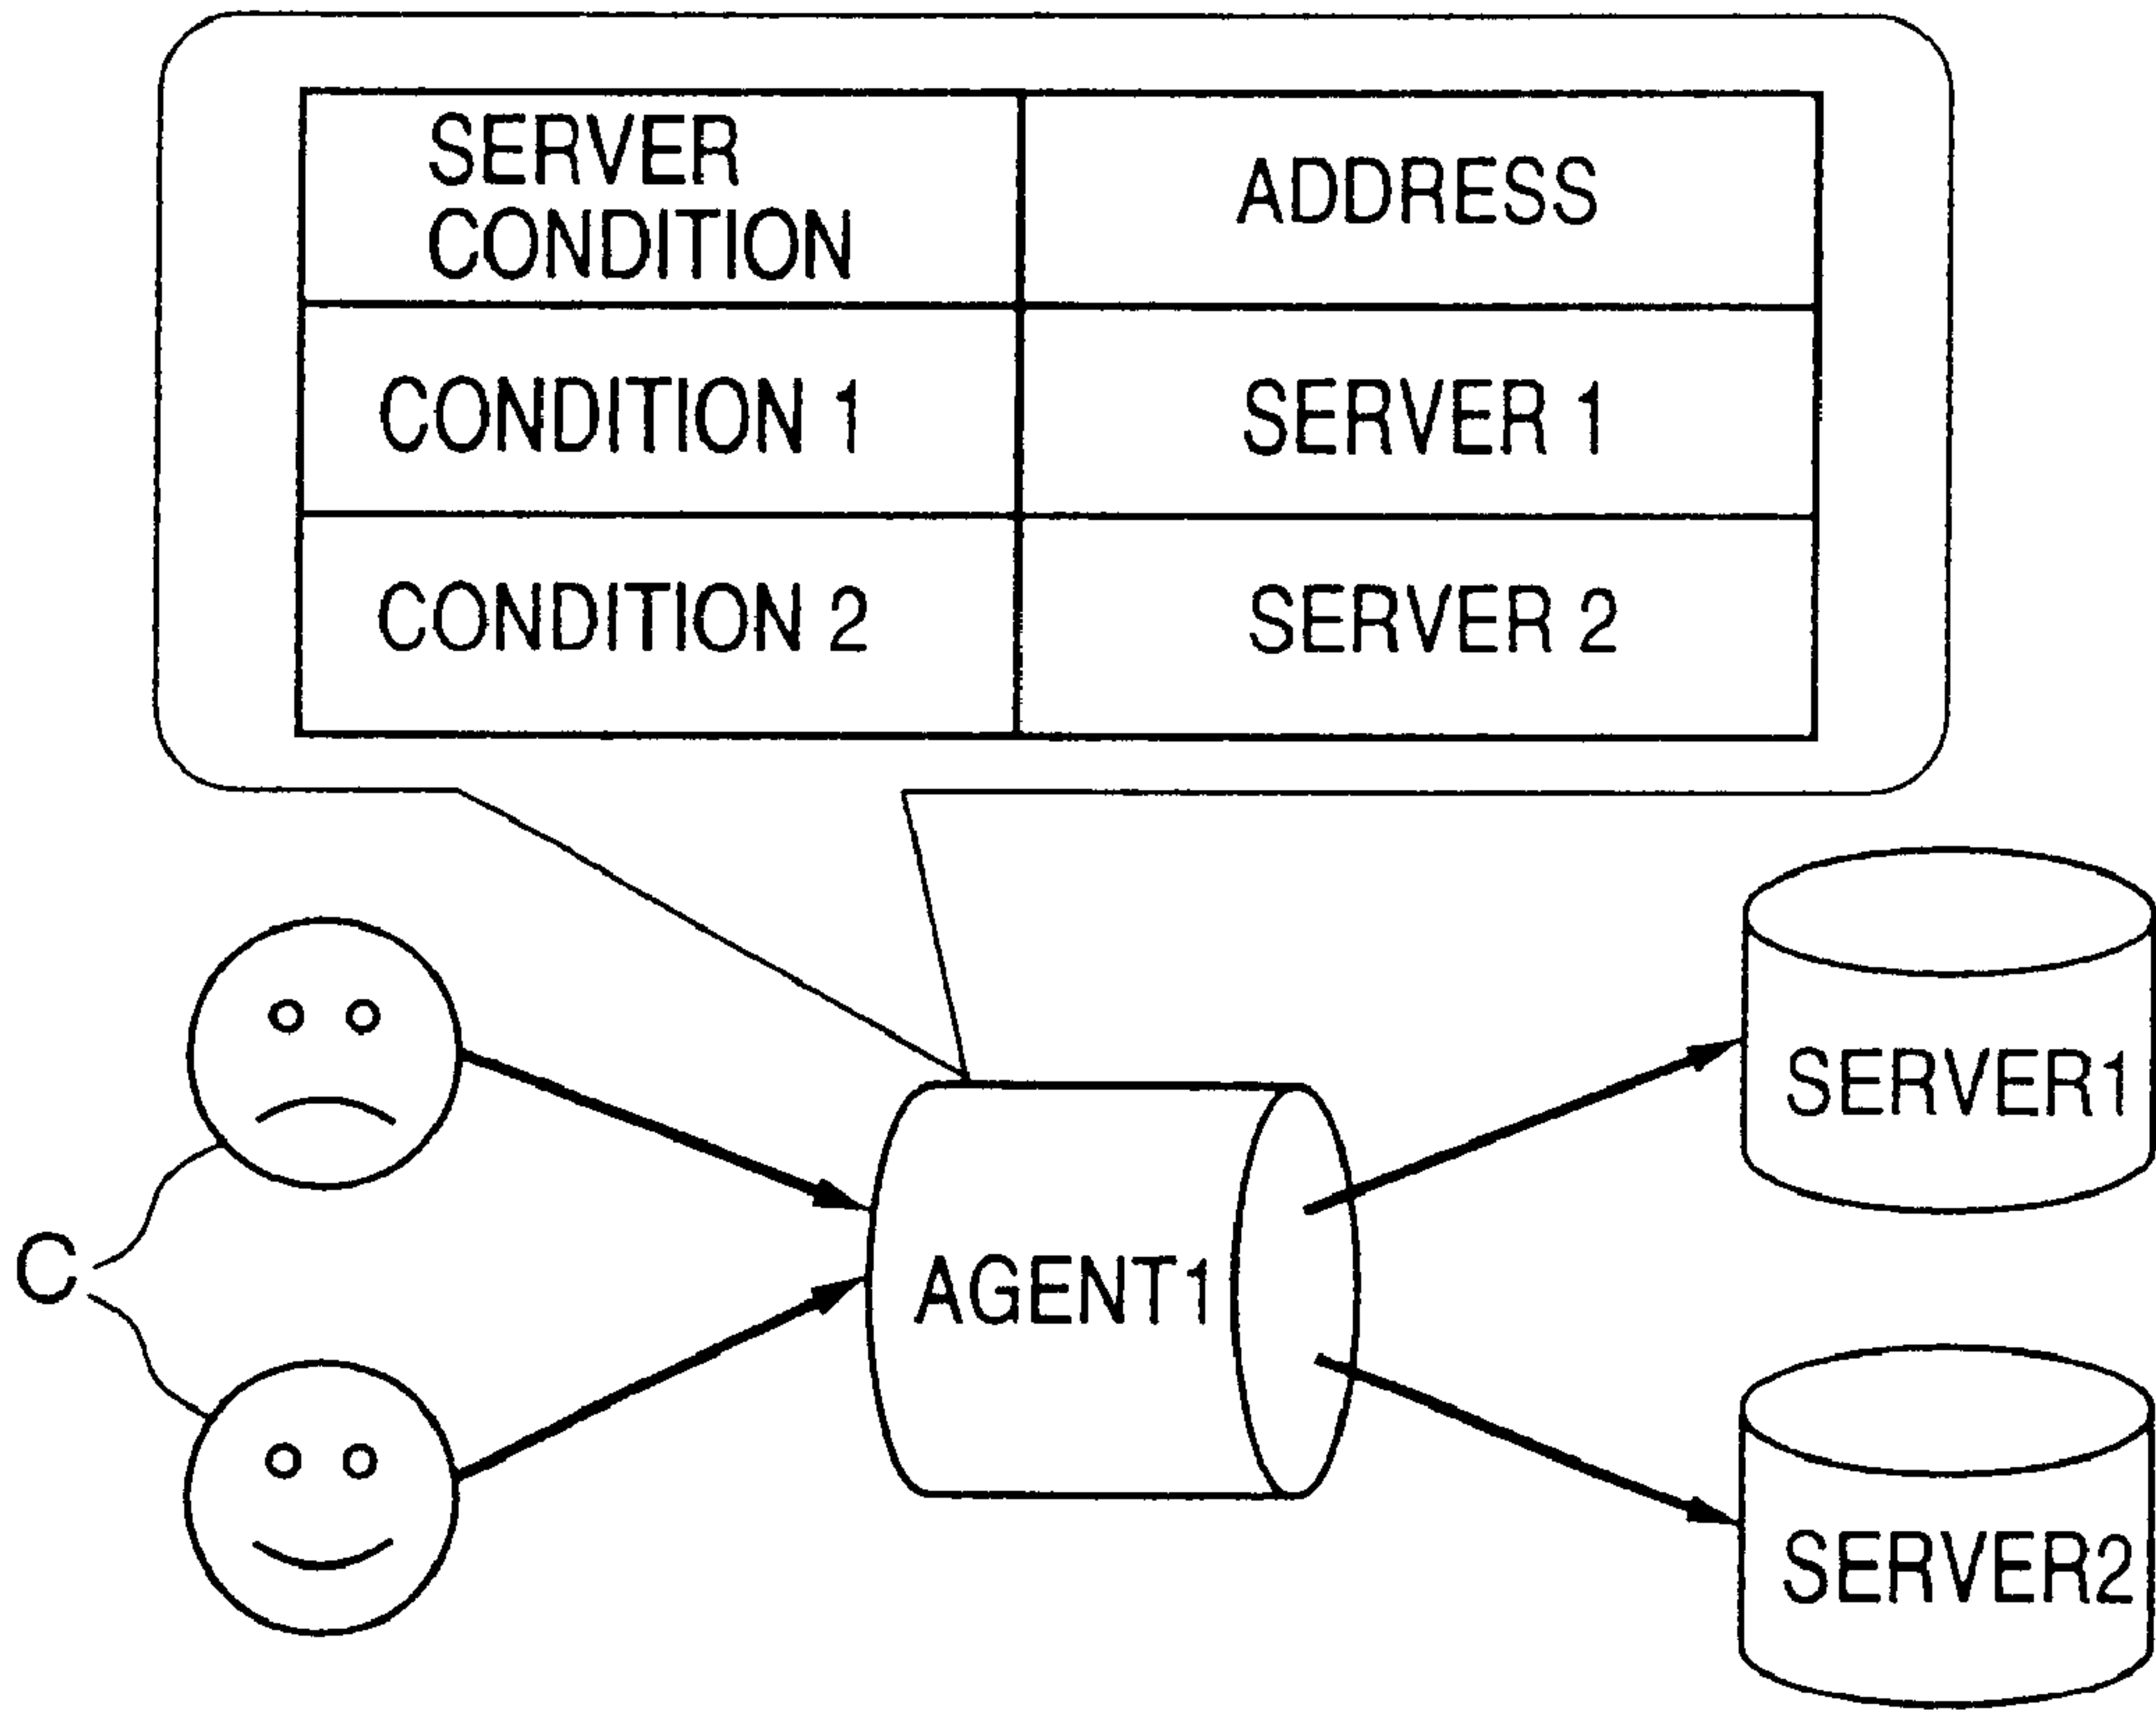 SERVER
CONDITION
ADDRESS
CONDITION 1
SERVER 1
CONDITION 2
SERVER 2
SERVER1
C
AGENT1
SERVER2